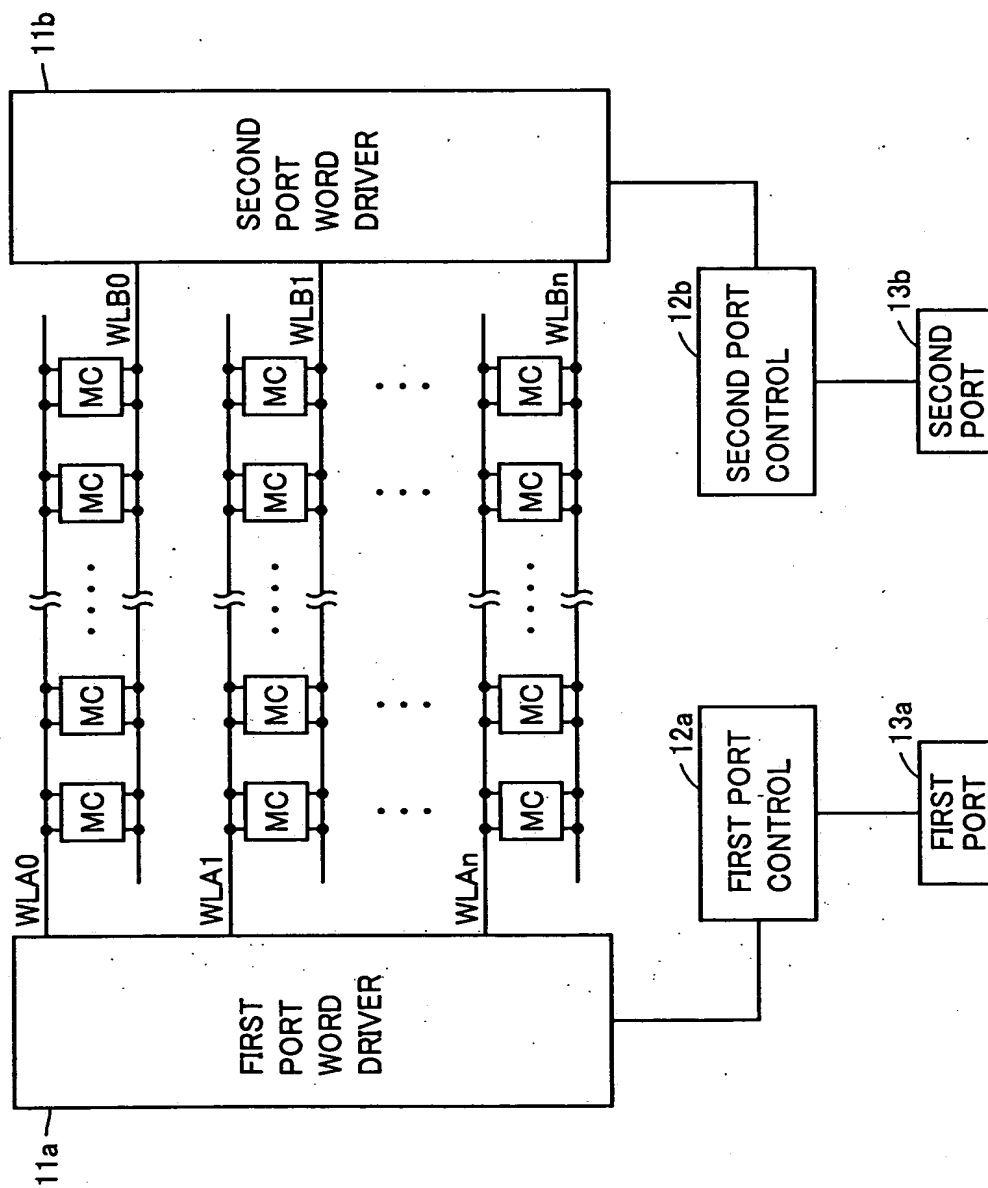 11a
FIRST
PORT
WORD
DRIVER
WLA0
MC
MC
.....
MC
MC
WLB0
WLA1
MC
MC
.....
MC
MC
WLB1
...
...
...
...
WLAn
MC
MC
.....
MC
MC
WLBn
SECOND
PORT
WORD
DRIVER
11b
12a
FIRST PORT
CONTROL
12b
SECOND PORT
CONTROL
13a
FIRST
PORT
13b
SECOND
PORT